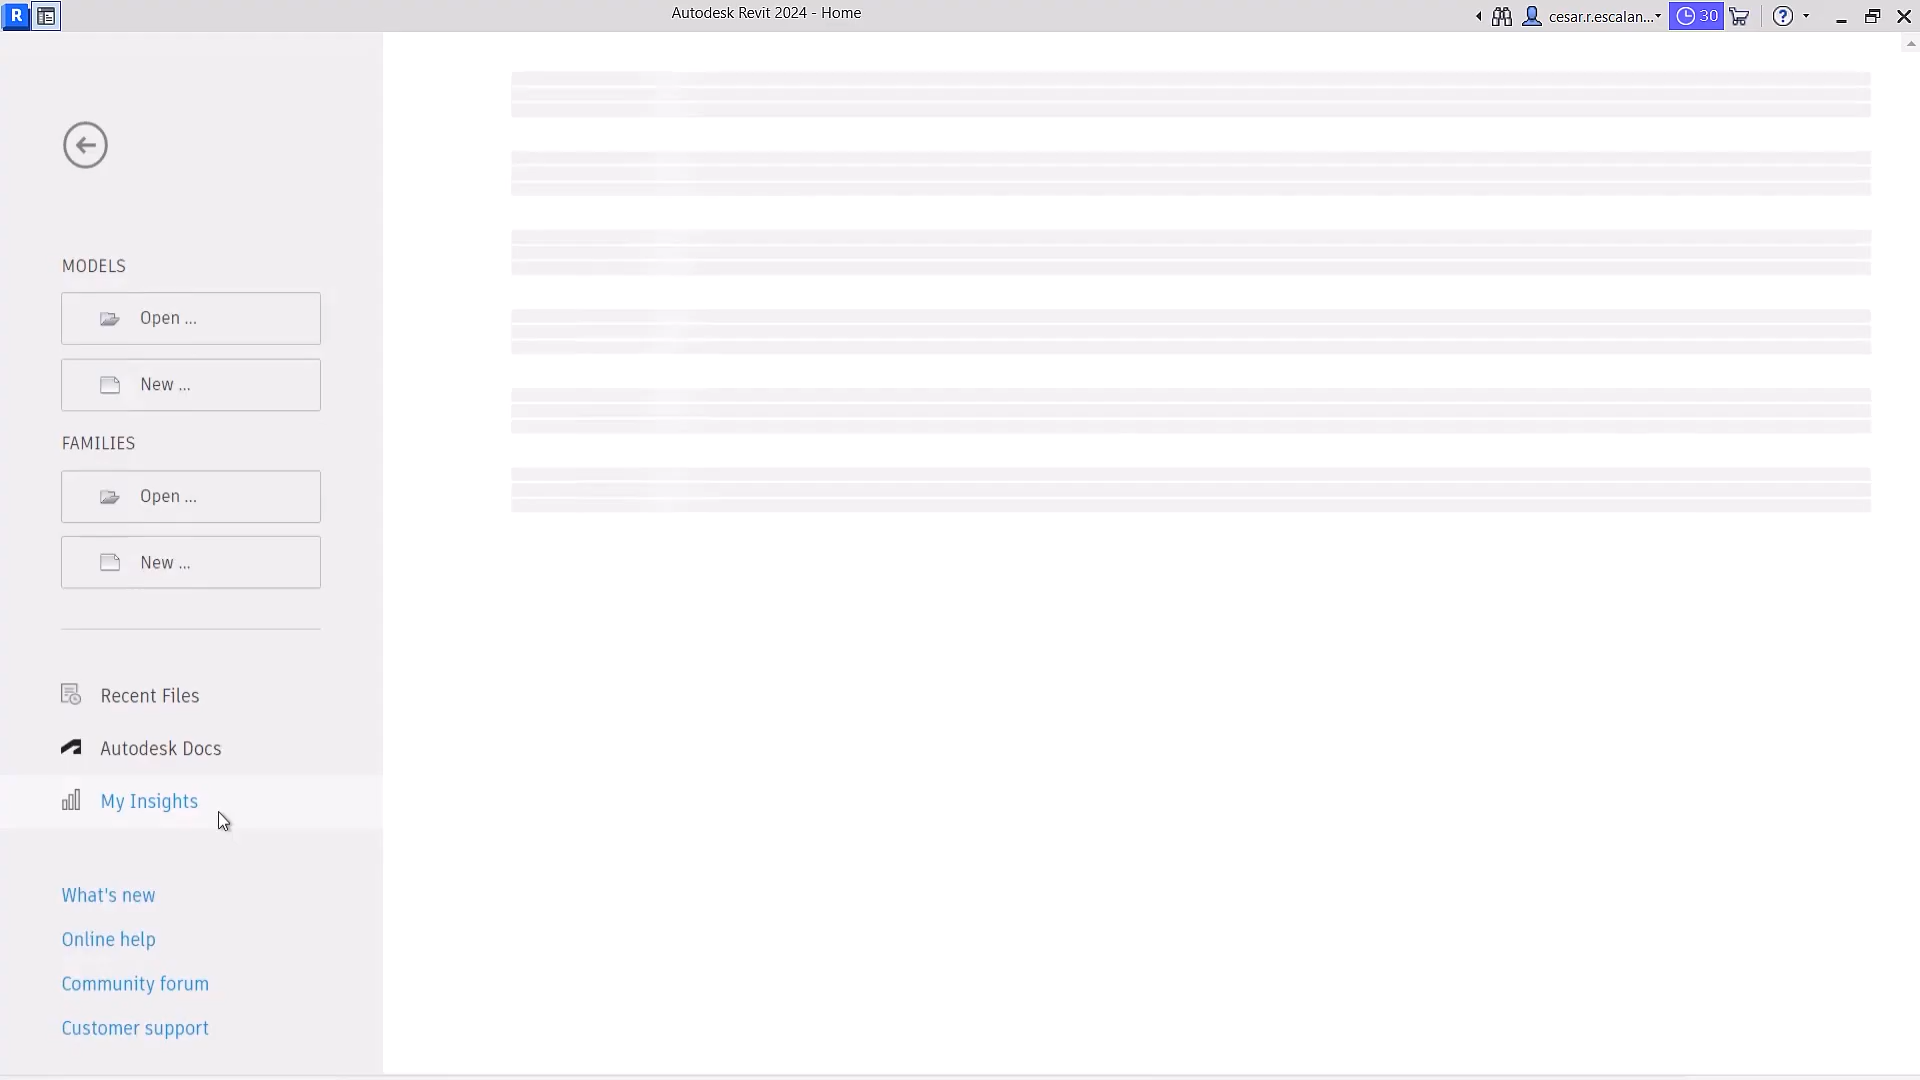 R
Autodesk Revit 2024 - Home
cesar.r.escalan...
30
?
MODELS
Open ...
New ...
FAMILIES
Open ...
New ...
Recent Files
Autodesk Docs
My Insights
What's new
Online help
Community forum
Customer support